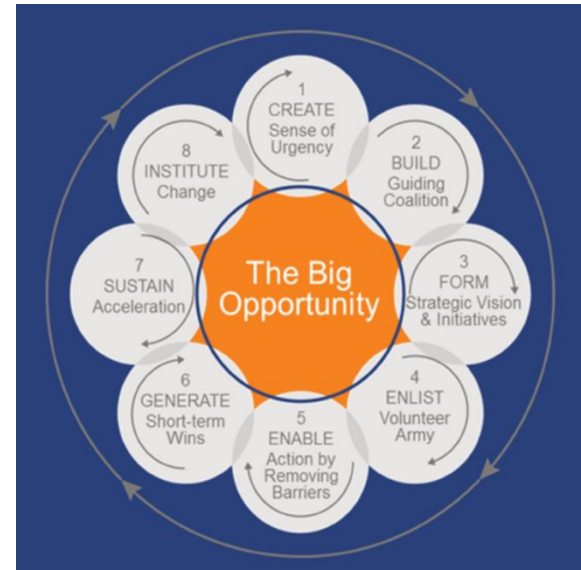 1
CREATE
Sense of
Urgency
2
BUILD
Guiding
Coalition
3
FORM
Strategic Vision
& Initiatives
4
ENLIST
Volunteer
Army
5
ENABLE
Action by
Removing
Barriers
6
GENERATE
Short-term
Wins
7
SUSTAIN
Acceleration
8
INSTITUTE
Change
The Big
Opportunity